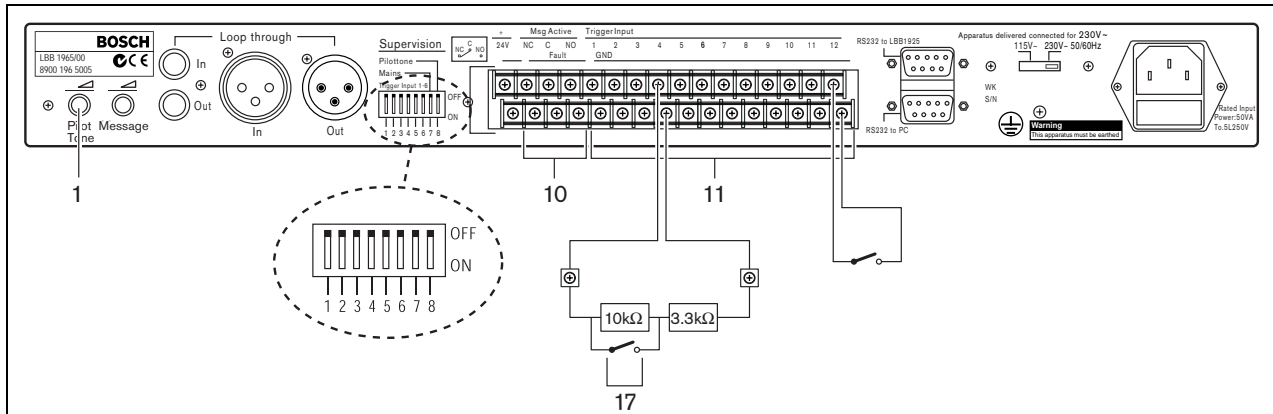 BOSCH
LBB 1965/00
8900 196 5005
Loop through
In
Out
In
Out
Pilot
Tone
Message
Supervision
Pilottone
Mains
Trigger Input 1-6
OFF
ON
1 2 3 4 5 6 7 8
NC C NO
+
24V
Msg Active
NC C NO
Fault
TriggerInput
1 2 3 4 5 6 7 8 9 10 11 12
GND
RS232 to LBB1925
RS232 to PC
Apparatus delivered connected for 230V~
115V~ 230V~ 50/60Hz
WK
S/N
Warning
This apparatus must be earthed
Rated Input
Power:50VA
To.5L250V
1
10
11
OFF
ON
1 2 3 4 5 6 7 8
10kΩ
3.3kΩ
17